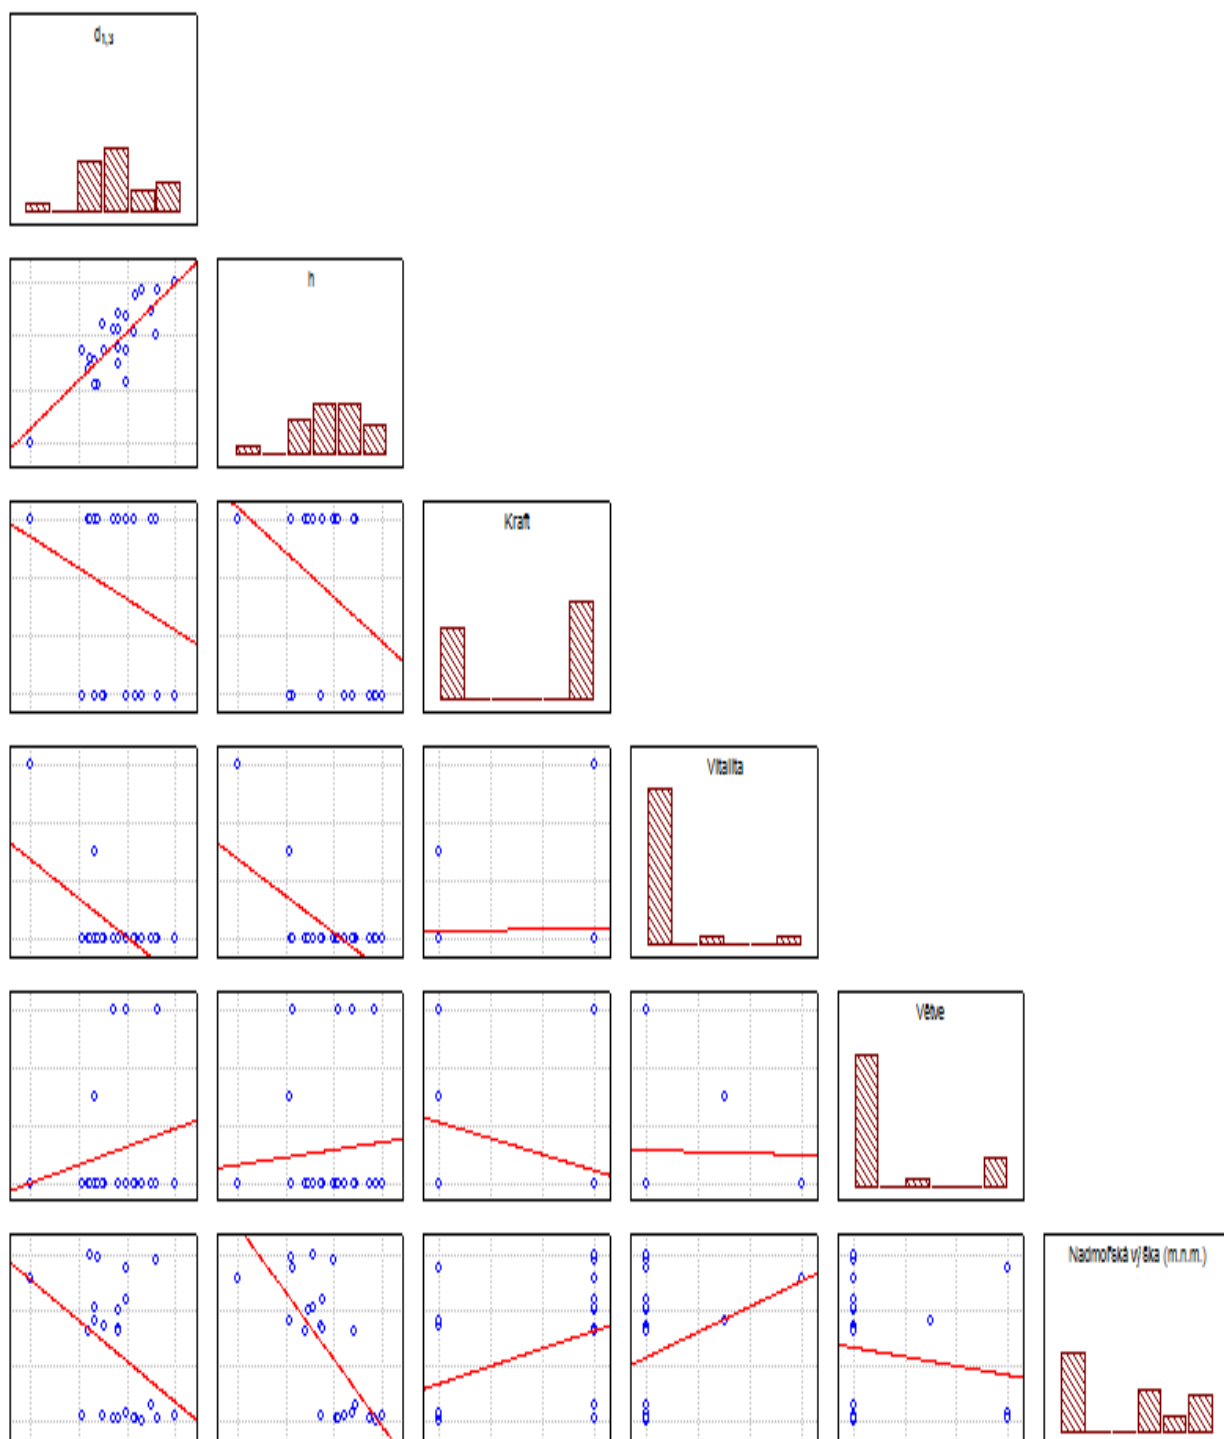 d₁,₃
h
Kraft
Vitalita
Větve
Nadmořská výška (m.n.m.)